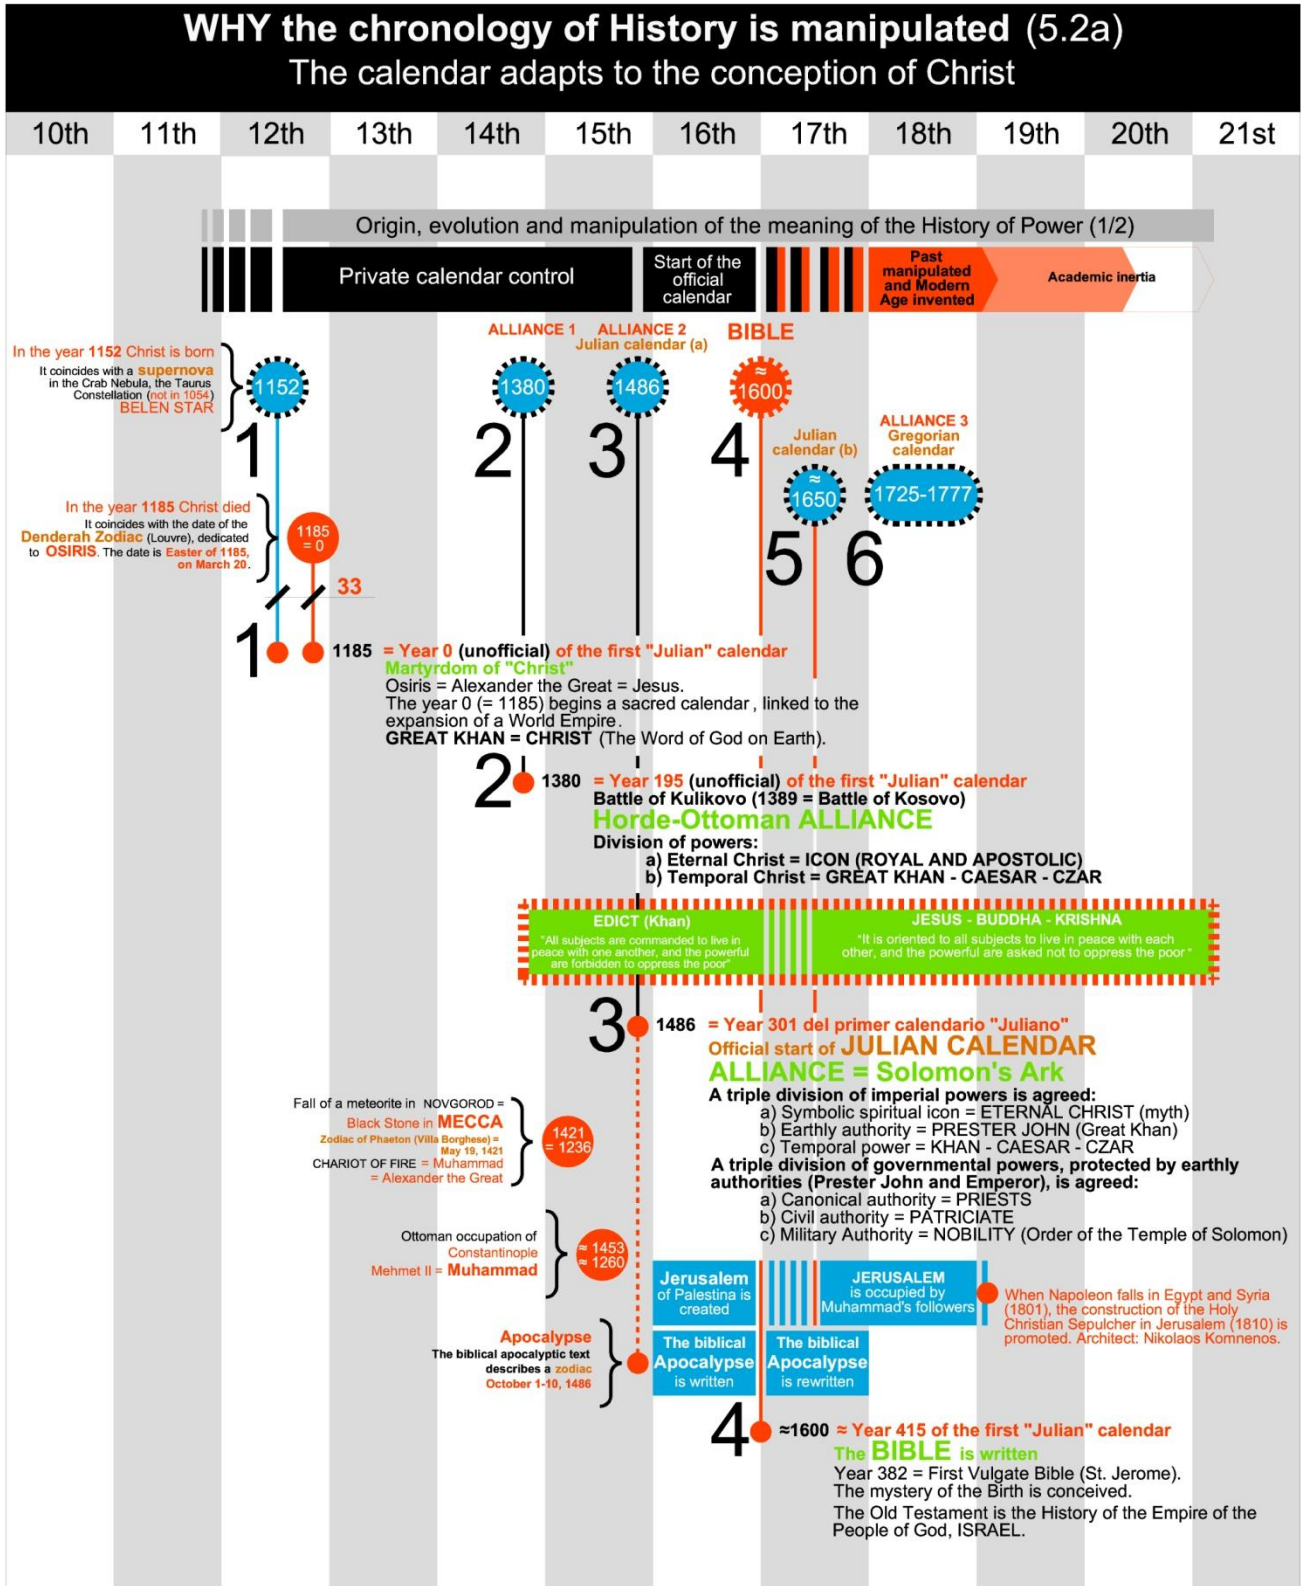 WHY the chronology of History is manipulated (5.2a)
The calendar adapts to the conception of Christ
10th 11th 12th 13th 14th 15th 16th 17th 18th 19th 20th 21st
Origin, evolution and manipulation of the meaning of the History of Power (1/2)
Private calendar control
Start of the
official
calendar
Past
manipulated
and Modern
Age invented
Academic inertia
In the year 1152 Christ is born
It coincides with a supernova
in the Crab Nebula, the Taurus
Constellation (not in 1054)
BELEN STAR
1152
1
ALLIANCE 1
1380
2
ALLIANCE 2
Julian calendar (a)
1486
3
BIBLE
≈
1600
4
Julian
calendar (b)
≈
1650
5
ALLIANCE 3
Gregorian
calendar
1725-1777
6
In the year 1185 Christ died
It coincides with the date of the
Denderah Zodiac (Louvre), dedicated
to OSIRIS. The date is Easter of 1185,
on March 20.
1185
= 0
33
1
1185 = Year 0 (unofficial) of the first "Julian" calendar
Martyrdom of "Christ"
Osiris = Alexander the Great = Jesus.
The year 0 (= 1185) begins a sacred calendar, linked to the
expansion of a World Empire.
GREAT KHAN = CHRIST (The Word of God on Earth).
2
1380 = Year 195 (unofficial) of the first "Julian" calendar
Battle of Kulikovo (1389 = Battle of Kosovo)
Horde-Ottoman ALLIANCE
Division of powers:
a) Eternal Christ = ICON (ROYAL AND APOSTOLIC)
b) Temporal Christ = GREAT KHAN - CAESAR - CZAR
EDICT (Khan)
"All subjects are commanded to live in
peace with one another, and the powerful
are forbidden to oppress the poor"
JESUS - BUDDHA - KRISHNA
"It is oriented to all subjects to live in peace with each
other, and the powerful are asked not to oppress the poor"
3
1486 = Year 301 del primer calendario "Juliano"
Official start of JULIAN CALENDAR
ALLIANCE = Solomon's Ark
A triple division of imperial powers is agreed:
a) Symbolic spiritual icon = ETERNAL CHRIST (myth)
b) Earthly authority = PRESTER JOHN (Great Khan)
c) Temporal power = KHAN - CAESAR - CZAR
A triple division of governmental powers, protected by earthly
authorities (Prester John and Emperor), is agreed:
a) Canonical authority = PRIESTS
b) Civil authority = PATRICIATE
c) Military Authority = NOBILITY (Order of the Temple of Solomon)
Fall of a meteorite in NOVGOROD =
Black Stone in MECCA
Zodiac of Phaeton (Villa Borghese) =
May 19, 1421
CHARIOT OF FIRE = Muhammad
= Alexander the Great
1421
= 1236
Ottoman occupation of
Constantinople
Mehmet II = Muhammad
≈ 1453
≈ 1260
Jerusalem
of Palestina is
created
JERUSALEM
is occupied by
Muhammad's followers
When Napoleon falls in Egypt and Syria
(1801), the construction of the Holy
Christian Sepulcher in Jerusalem (1810) is
promoted. Architect: Nikolaos Komnenos.
Apocalypse
The biblical apocalyptic text
describes a zodiac
October 1-10, 1486
The biblical
Apocalypse
is written
The biblical
Apocalypse
is rewritten
4
≈1600 ≈ Year 415 of the first "Julian" calendar
The BIBLE is written
Year 382 = First Vulgate Bible (St. Jerome).
The mystery of the Birth is conceived.
The Old Testament is the History of the Empire of the
People of God, ISRAEL.